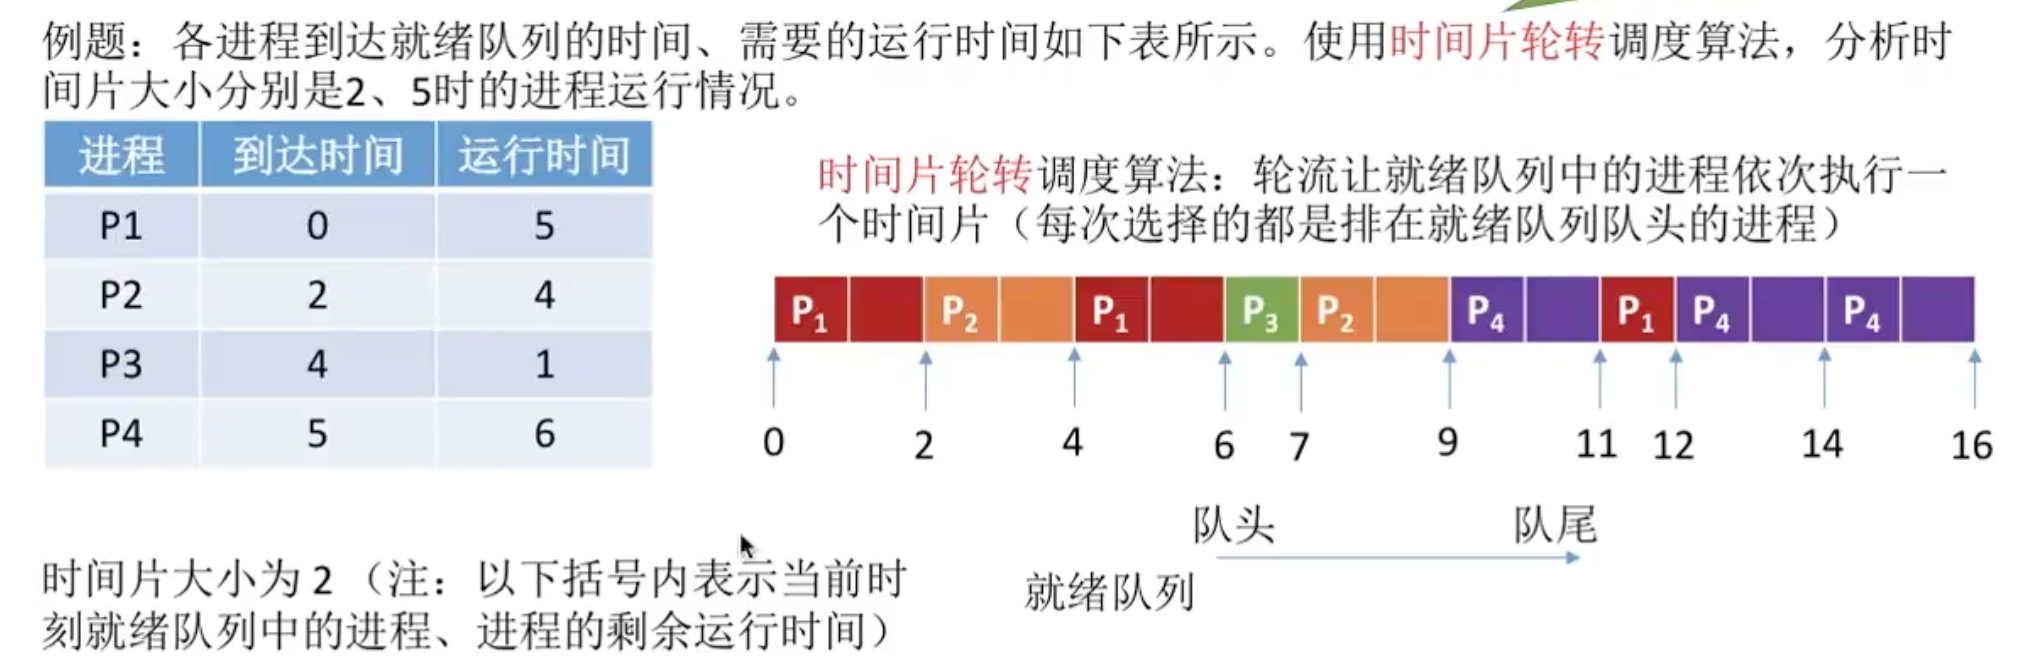 例题：各进程到达就绪队列的时间、需要的运行时间如下表所示。使用时间片轮转调度算法，分析时
间片大小分别是2、5时的进程运行情况。
进程 到达时间 运行时间
P1 0 5
P2 2 4
P3 4 1
P4 5 6
时间片轮转调度算法：轮流让就绪队列中的进程依次执行一
个时间片（每次选择的都是排在就绪队列队头的进程）
P1 P2 P1 P3 P2 P4 P1 P4 P4
0 2 4 6 7 9 11 12 14 16
队头 队尾
就绪队列
时间片大小为 2（注：以下括号内表示当前时
刻就绪队列中的进程、进程的剩余运行时间）